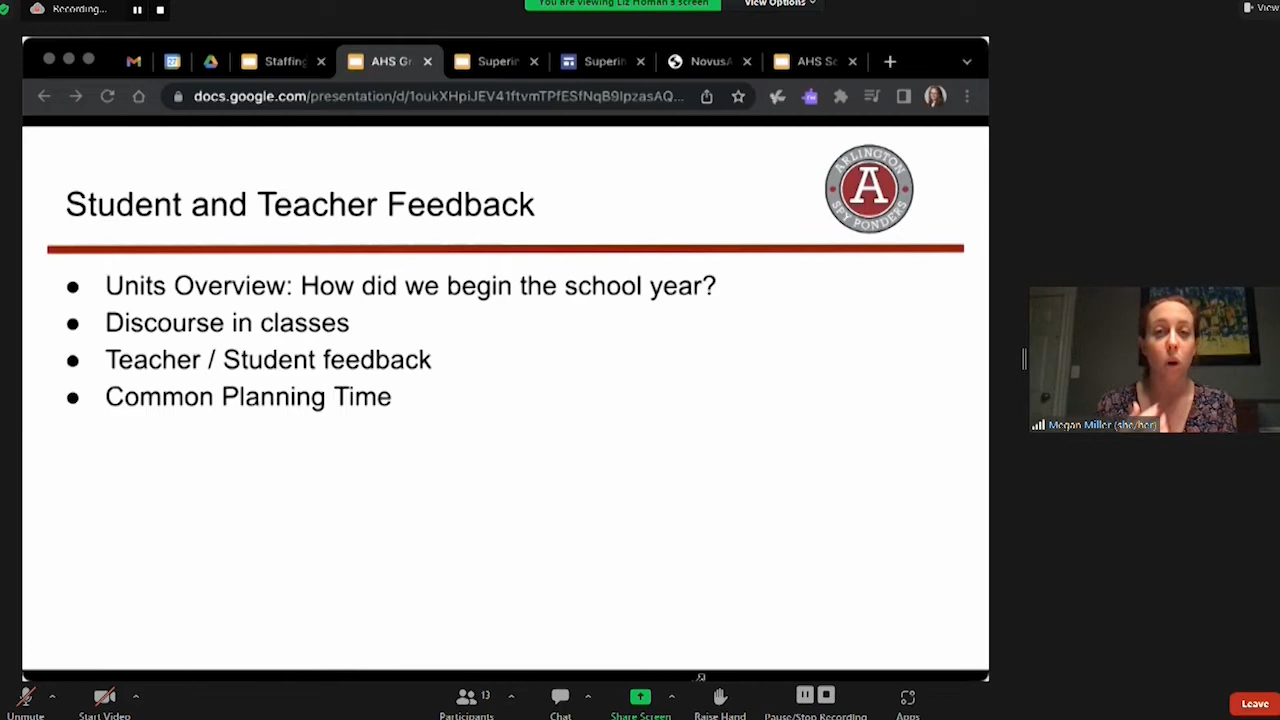 Recording...
You are viewing Liz Homan's screen
View Options
View
Staffing
AHS Gr
Superin
Superin
NovusA
AHS Sc
docs.google.com/presentation/d/1oukXHpiJEV41ftvmTPfESfNqB9IpzasAQ...
ARLINGTON
A
SPY PONDERS
Student and Teacher Feedback
● Units Overview: How did we begin the school year?
● Discourse in classes
● Teacher / Student feedback
● Common Planning Time
Megan Miller (she/her)
Unmute
Start Video
Participants
13
Chat
Share Screen
Raise Hand
Pause/Stop Recording
Apps
Leave